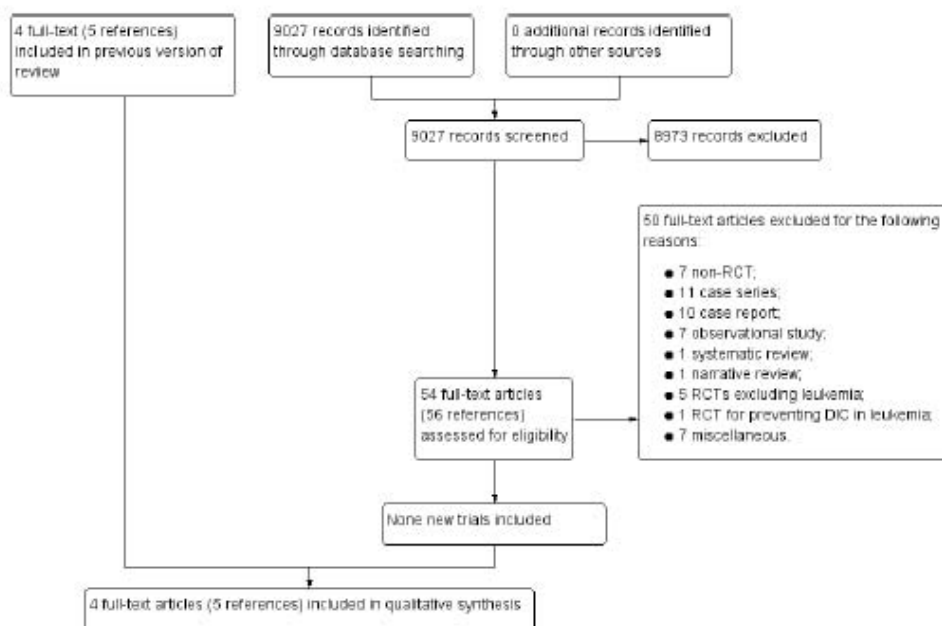 4 full-text (5 references)
included in previous version of
review
9027 records identified
through database searching
0 additional records identified
through other sources
9027 records screened
8973 records excluded
50 full-text articles excluded for the following
reasons:
● 7 non-RCT;
● 11 case series;
● 10 case report;
● 7 observational study;
● 1 systematic review;
● 1 narrative review;
● 5 RCTs excluding leukemia;
● 1 RCT for preventing DIC in leukemia;
● 7 miscellaneous.
54 full-text articles
(56 references)
assessed for eligibility
None new trials included
4 full-text articles (5 references) included in qualitative synthesis